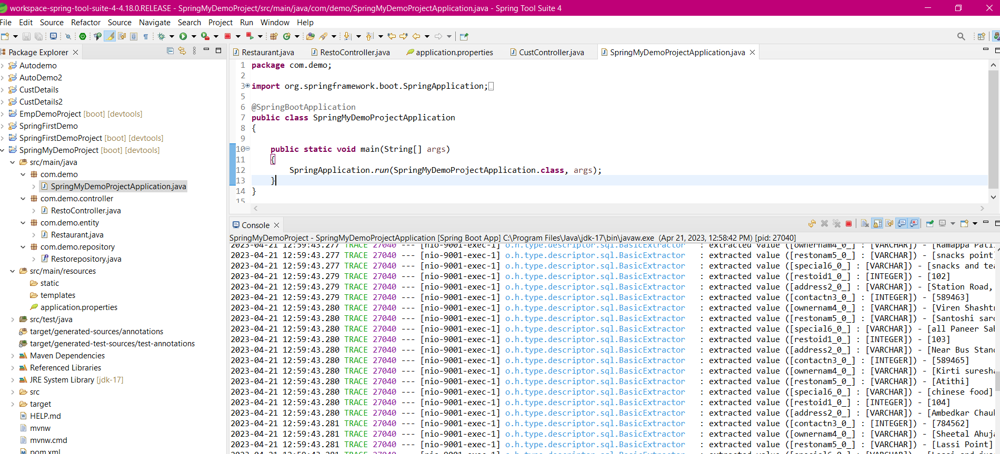 workspace-spring-tool-suite-4-4.18.0.RELEASE - SpringMyDemoProject/src/main/java/com/demo/SpringMyDemoProjectApplication.java - Spring Tool Suite 4
File Edit Source Refactor Source Navigate Search Project Run Window Help
Package Explorer
Autodemo
AutoDemo2
CustDetails
CustDetails2
EmpDemoProject [boot] [devtools]
SpringFirstDemo
SpringFirstDemoProject [boot] [devtools]
SpringMyDemoProject [boot] [devtools]
src/main/java
com.demo
SpringMyDemoProjectApplication.java
com.demo.controller
RestoController.java
com.demo.entity
Restaurant.java
com.demo.repository
Restorepository.java
src/main/resources
static
templates
application.properties
src/test/java
target/generated-sources/annotations
target/generated-test-sources/test-annotations
Maven Dependencies
Referenced Libraries
JRE System Library [jdk-17]
src
target
HELP.md
mvnw
mvnw.cmd
pom.xml
Restaurant.java RestoController.java application.properties CustController.java SpringMyDemoProjectApplication.java
1 package com.demo;
2
3 import org.springframework.boot.SpringApplication;
5
6 @SpringBootApplication
7 public class SpringMyDemoProjectApplication
8 {
9
10 public static void main(String[] args)
11 {
12 SpringApplication.run(SpringMyDemoProjectApplication.class, args);
13 }
14 }
15
Console
SpringMyDemoProject - SpringMyDemoProjectApplication [Spring Boot App] C:\Program Files\Java\jdk-17\bin\javaw.exe (Apr 21, 2023, 12:58:42 PM) [pid: 27040]
2023-04-21 12:59:43.277 TRACE 27040 --- [nio-9001-exec-1] o.h.type.descriptor.sql.BasicExtractor : extracted value ([ownernam4_0_] : [VARCHAR]) - [Ramappa Pati
2023-04-21 12:59:43.277 TRACE 27040 --- [nio-9001-exec-1] o.h.type.descriptor.sql.BasicExtractor : extracted value ([restonam5_0_] : [VARCHAR]) - [snacks point]
2023-04-21 12:59:43.277 TRACE 27040 --- [nio-9001-exec-1] o.h.type.descriptor.sql.BasicExtractor : extracted value ([special6_0_] : [VARCHAR]) - [snacks and tea
2023-04-21 12:59:43.279 TRACE 27040 --- [nio-9001-exec-1] o.h.type.descriptor.sql.BasicExtractor : extracted value ([restoid1_0_] : [INTEGER]) - [102]
2023-04-21 12:59:43.279 TRACE 27040 --- [nio-9001-exec-1] o.h.type.descriptor.sql.BasicExtractor : extracted value ([address2_0_] : [VARCHAR]) - [Station Road,
2023-04-21 12:59:43.279 TRACE 27040 --- [nio-9001-exec-1] o.h.type.descriptor.sql.BasicExtractor : extracted value ([contactn3_0_] : [INTEGER]) - [589463]
2023-04-21 12:59:43.280 TRACE 27040 --- [nio-9001-exec-1] o.h.type.descriptor.sql.BasicExtractor : extracted value ([ownernam4_0_] : [VARCHAR]) - [Viren Shasht
2023-04-21 12:59:43.280 TRACE 27040 --- [nio-9001-exec-1] o.h.type.descriptor.sql.BasicExtractor : extracted value ([restonam5_0_] : [VARCHAR]) - [Santoshi sar
2023-04-21 12:59:43.280 TRACE 27040 --- [nio-9001-exec-1] o.h.type.descriptor.sql.BasicExtractor : extracted value ([special6_0_] : [VARCHAR]) - [all Paneer Sa
2023-04-21 12:59:43.280 TRACE 27040 --- [nio-9001-exec-1] o.h.type.descriptor.sql.BasicExtractor : extracted value ([restoid1_0_] : [INTEGER]) - [103]
2023-04-21 12:59:43.280 TRACE 27040 --- [nio-9001-exec-1] o.h.type.descriptor.sql.BasicExtractor : extracted value ([address2_0_] : [VARCHAR]) - [Near Bus Stan
2023-04-21 12:59:43.280 TRACE 27040 --- [nio-9001-exec-1] o.h.type.descriptor.sql.BasicExtractor : extracted value ([contactn3_0_] : [INTEGER]) - [589465]
2023-04-21 12:59:43.280 TRACE 27040 --- [nio-9001-exec-1] o.h.type.descriptor.sql.BasicExtractor : extracted value ([ownernam4_0_] : [VARCHAR]) - [Kirti suresh
2023-04-21 12:59:43.280 TRACE 27040 --- [nio-9001-exec-1] o.h.type.descriptor.sql.BasicExtractor : extracted value ([restonam5_0_] : [VARCHAR]) - [Atithi]
2023-04-21 12:59:43.280 TRACE 27040 --- [nio-9001-exec-1] o.h.type.descriptor.sql.BasicExtractor : extracted value ([special6_0_] : [VARCHAR]) - [chinese food]
2023-04-21 12:59:43.280 TRACE 27040 --- [nio-9001-exec-1] o.h.type.descriptor.sql.BasicExtractor : extracted value ([restoid1_0_] : [INTEGER]) - [104]
2023-04-21 12:59:43.280 TRACE 27040 --- [nio-9001-exec-1] o.h.type.descriptor.sql.BasicExtractor : extracted value ([address2_0_] : [VARCHAR]) - [Ambedkar Chau
2023-04-21 12:59:43.281 TRACE 27040 --- [nio-9001-exec-1] o.h.type.descriptor.sql.BasicExtractor : extracted value ([contactn3_0_] : [INTEGER]) - [784562]
2023-04-21 12:59:43.281 TRACE 27040 --- [nio-9001-exec-1] o.h.type.descriptor.sql.BasicExtractor : extracted value ([ownernam4_0_] : [VARCHAR]) - [Sheetal Ahuj
2023-04-21 12:59:43.281 TRACE 27040 --- [nio-9001-exec-1] o.h.type.descriptor.sql.BasicExtractor : extracted value ([restonam5_0_] : [VARCHAR]) - [Lassi Point]